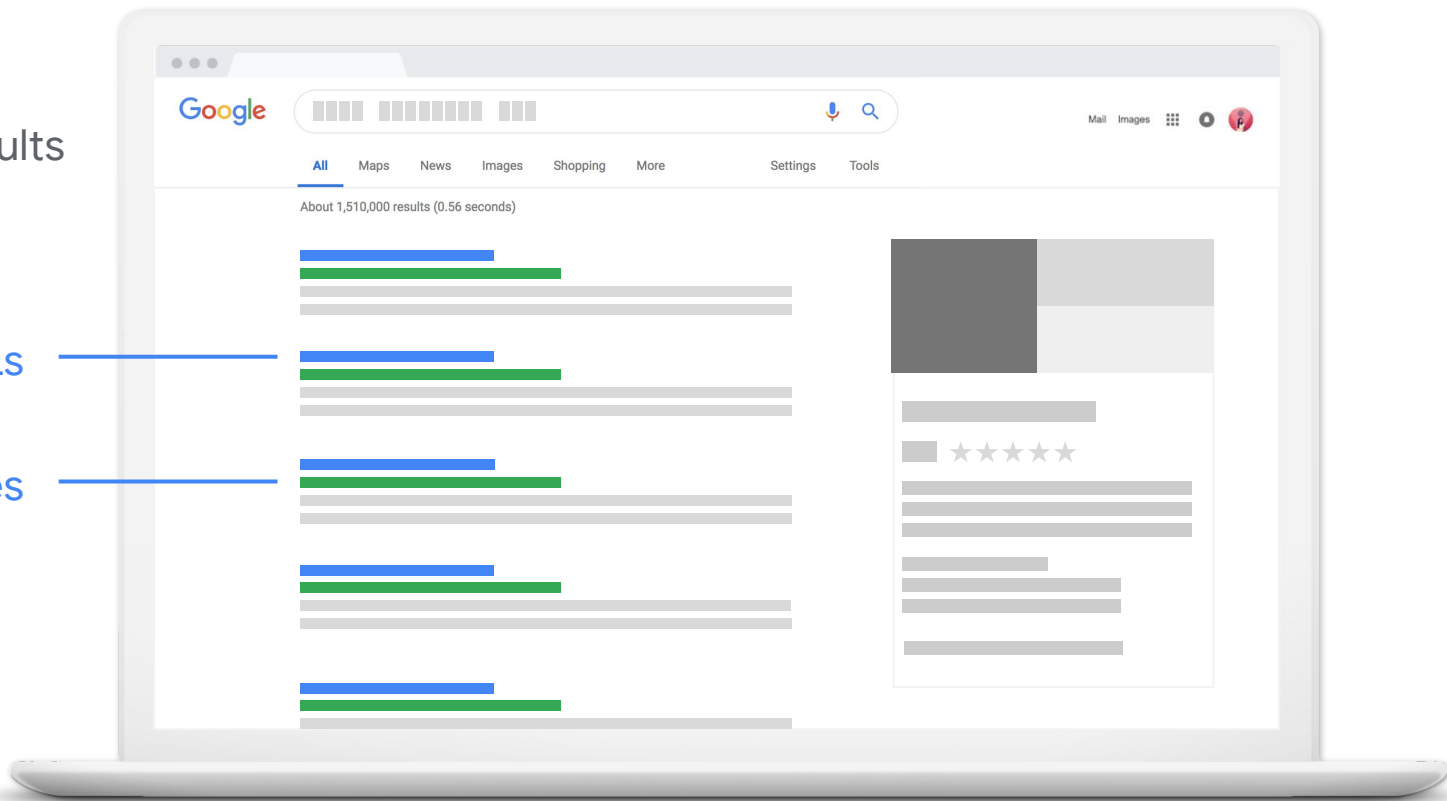 Google
Mail Images
ults
All Maps News Images Shopping More Settings Tools
About 1,510,000 results (0.56 seconds)
es